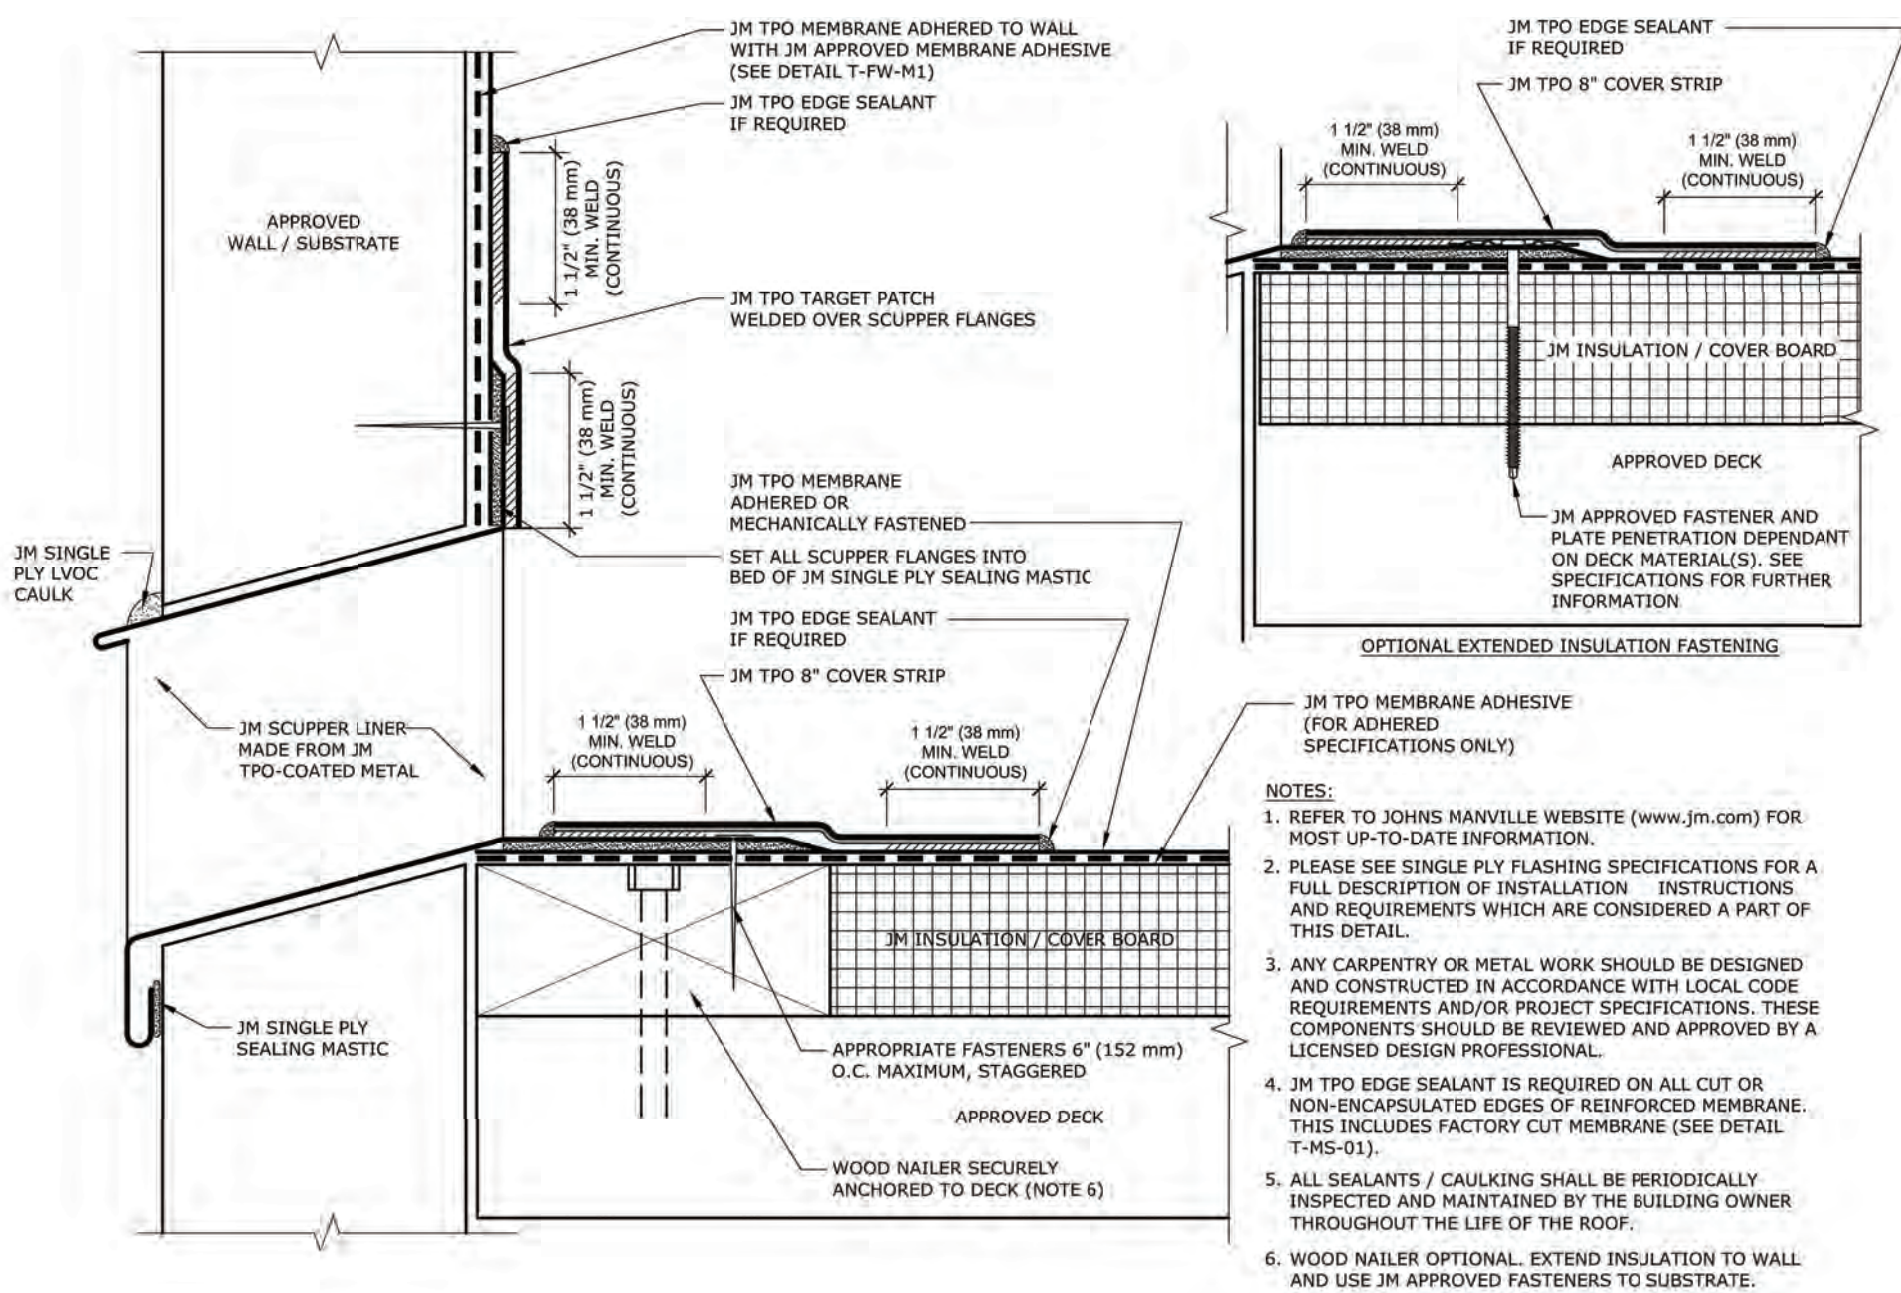 JM TPO MEMBRANE ADHERED TO WALL
WITH JM APPROVED MEMBRANE ADHESIVE
(SEE DETAIL T-FW-M1)
JM TPO EDGE SEALANT
IF REQUIRED
1 1/2" (38 mm)
MIN. WELD
(CONTINUOUS)
APPROVED
WALL / SUBSTRATE
JM TPO TARGET PATCH
WELDED OVER SCUPPER FLANGES
1 1/2" (38 mm)
MIN. WELD
(CONTINUOUS)
JM TPO MEMBRANE
ADHERED OR
MECHANICALLY FASTENED
SET ALL SCUPPER FLANGES INTO
BED OF JM SINGLE PLY SEALING MASTIC
JM SINGLE
PLY LVOC
CAULK
JM TPO EDGE SEALANT
IF REQUIRED
JM TPO 8" COVER STRIP
JM SCUPPER LINER
MADE FROM JM
TPO-COATED METAL
1 1/2" (38 mm)
MIN. WELD
(CONTINUOUS)
1 1/2" (38 mm)
MIN. WELD
(CONTINUOUS)
JM INSULATION / COVER BOARD
JM SINGLE PLY
SEALING MASTIC
APPROPRIATE FASTENERS 6" (152 mm)
O.C. MAXIMUM, STAGGERED
APPROVED DECK
WOOD NAILER SECURELY
ANCHORED TO DECK (NOTE 6)
JM TPO EDGE SEALANT
IF REQUIRED
JM TPO 8" COVER STRIP
1 1/2" (38 mm)
MIN. WELD
(CONTINUOUS)
1 1/2" (38 mm)
MIN. WELD
(CONTINUOUS)
JM INSULATION / COVER BOARD
APPROVED DECK
JM APPROVED FASTENER AND
PLATE PENETRATION DEPENDANT
ON DECK MATERIAL(S). SEE
SPECIFICATIONS FOR FURTHER
INFORMATION
OPTIONAL EXTENDED INSULATION FASTENING
JM TPO MEMBRANE ADHESIVE
(FOR ADHERED
SPECIFICATIONS ONLY)
NOTES:
1. REFER TO JOHNS MANVILLE WEBSITE (www.jm.com) FOR
MOST UP-TO-DATE INFORMATION.
2. PLEASE SEE SINGLE PLY FLASHING SPECIFICATIONS FOR A
FULL DESCRIPTION OF INSTALLATION INSTRUCTIONS
AND REQUIREMENTS WHICH ARE CONSIDERED A PART OF
THIS DETAIL.
3. ANY CARPENTRY OR METAL WORK SHOULD BE DESIGNED
AND CONSTRUCTED IN ACCORDANCE WITH LOCAL CODE
REQUIREMENTS AND/OR PROJECT SPECIFICATIONS. THESE
COMPONENTS SHOULD BE REVIEWED AND APPROVED BY A
LICENSED DESIGN PROFESSIONAL.
4. JM TPO EDGE SEALANT IS REQUIRED ON ALL CUT OR
NON-ENCAPSULATED EDGES OF REINFORCED MEMBRANE.
THIS INCLUDES FACTORY CUT MEMBRANE (SEE DETAIL
T-MS-01).
5. ALL SEALANTS / CAULKING SHALL BE PERIODICALLY
INSPECTED AND MAINTAINED BY THE BUILDING OWNER
THROUGHOUT THE LIFE OF THE ROOF.
6. WOOD NAILER OPTIONAL. EXTEND INSULATION TO WALL
AND USE JM APPROVED FASTENERS TO SUBSTRATE.